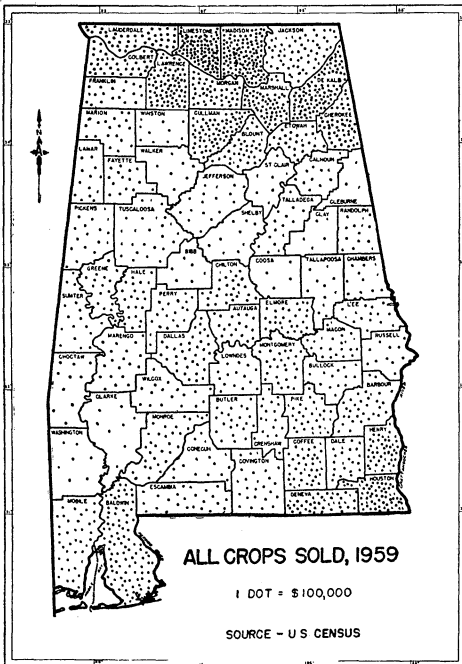 LAUDERDALE
LIMESTONE
MADISON
JACKSON
COLBERT
LAWRENCE
FRANKLIN
MORGAN
MARSHALL
DE KALB
MARION
WINSTON
CULLMAN
CHEROKEE
BLOUNT
ETOWAH
LAMAR
WALKER
FAYETTE
ST CLAIR
CALHOUN
JEFFERSON
TALLADEGA
CLEBURNE
PICKENS
TUSCALOOSA
SHELBY
CLAY
RANDOLPH
BIBB
GREENE
HALE
CHILTON
COOSA
TALLAPOOSA
CHAMBERS
SUMTER
PERRY
ELMORE
LEE
AUTAUGA
MARENGO
DALLAS
MACON
MONTGOMERY
RUSSELL
CHOCTAW
LOWNDES
BULLOCK
WILCOX
BARBOUR
CLARKE
BUTLER
PIKE
MONROE
WASHINGTON
CRENSHAW
COFFEE
DALE
HENRY
CONECUH
COVINGTON
HOUSTON
ESCAMBIA
GENEVA
MOBILE
BALDWIN
ALL CROPS SOLD, 1959
1 DOT = $100,000
SOURCE - U S CENSUS